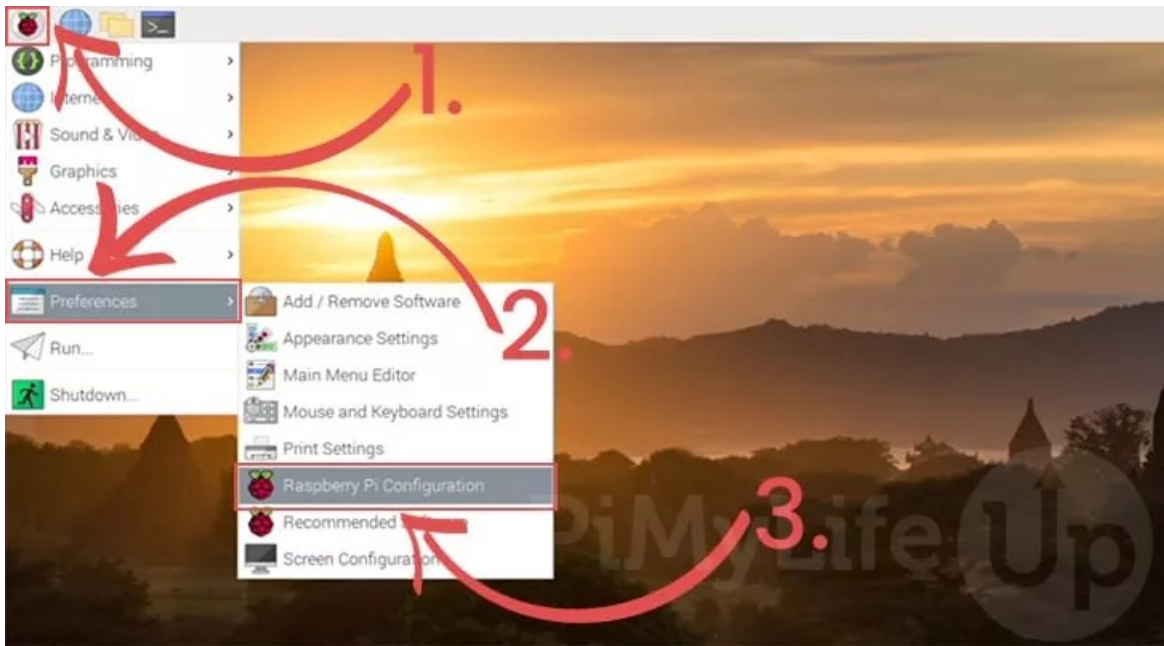 1.
Programming
Internet
Sound & Video
Graphics
Accessories
Help
Preferences
Run...
Shutdown...
2.
Add / Remove Software
Appearance Settings
Main Menu Editor
Mouse and Keyboard Settings
Print Settings
Raspberry Pi Configuration
Recommended Software
Screen Configuration
3.
PiMyLifeUp